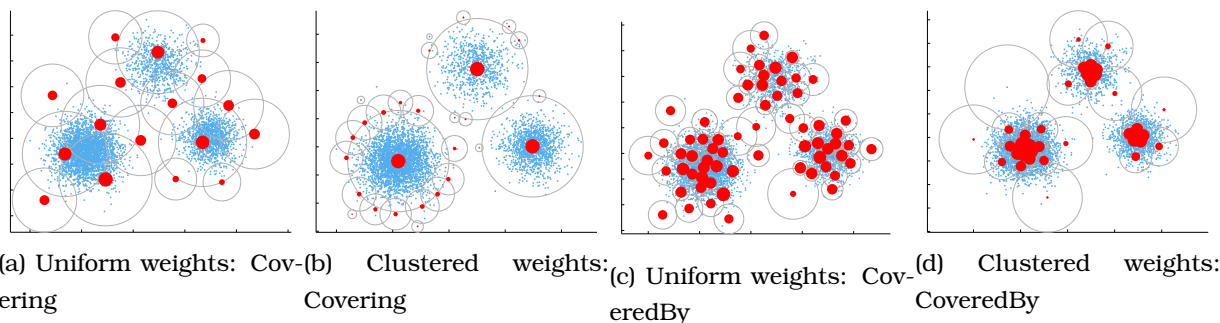 (a) Uniform weights: Cov-
ering
(b) Clustered weights:
Covering
(c) Uniform weights: Cov-
eredBy
(d) Clustered weights:
CoveredBy